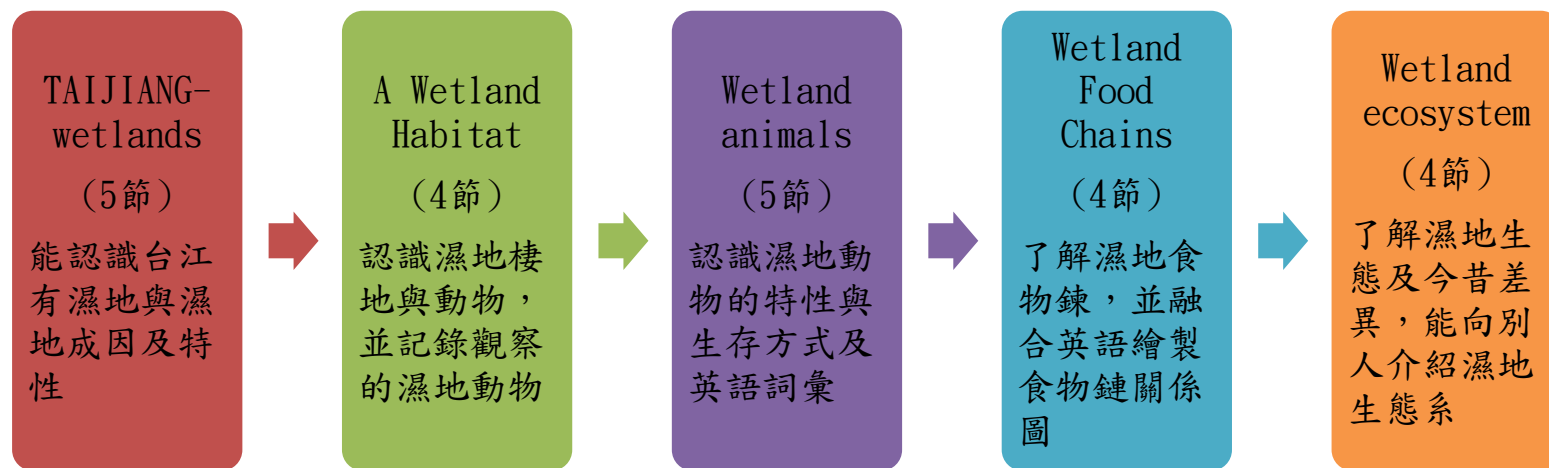 TAIJIANG-
wetlands
(5節)
能認識台江
有濕地與濕
地成因及特
性
A Wetland
Habitat
(4節)
認識濕地棲
地與動物，
並記錄觀察
的濕地動物
Wetland
animals
(5節)
認識濕地動
物的特性與
生存方式及
英語詞彙
Wetland
Food
Chains
(4節)
了解濕地食
物鍊，並融
合英語繪製
食物鏈關係
圖
Wetland
ecosystem
(4節)
了解濕地生
態及今昔差
異，能向別
人介紹濕地
生態系